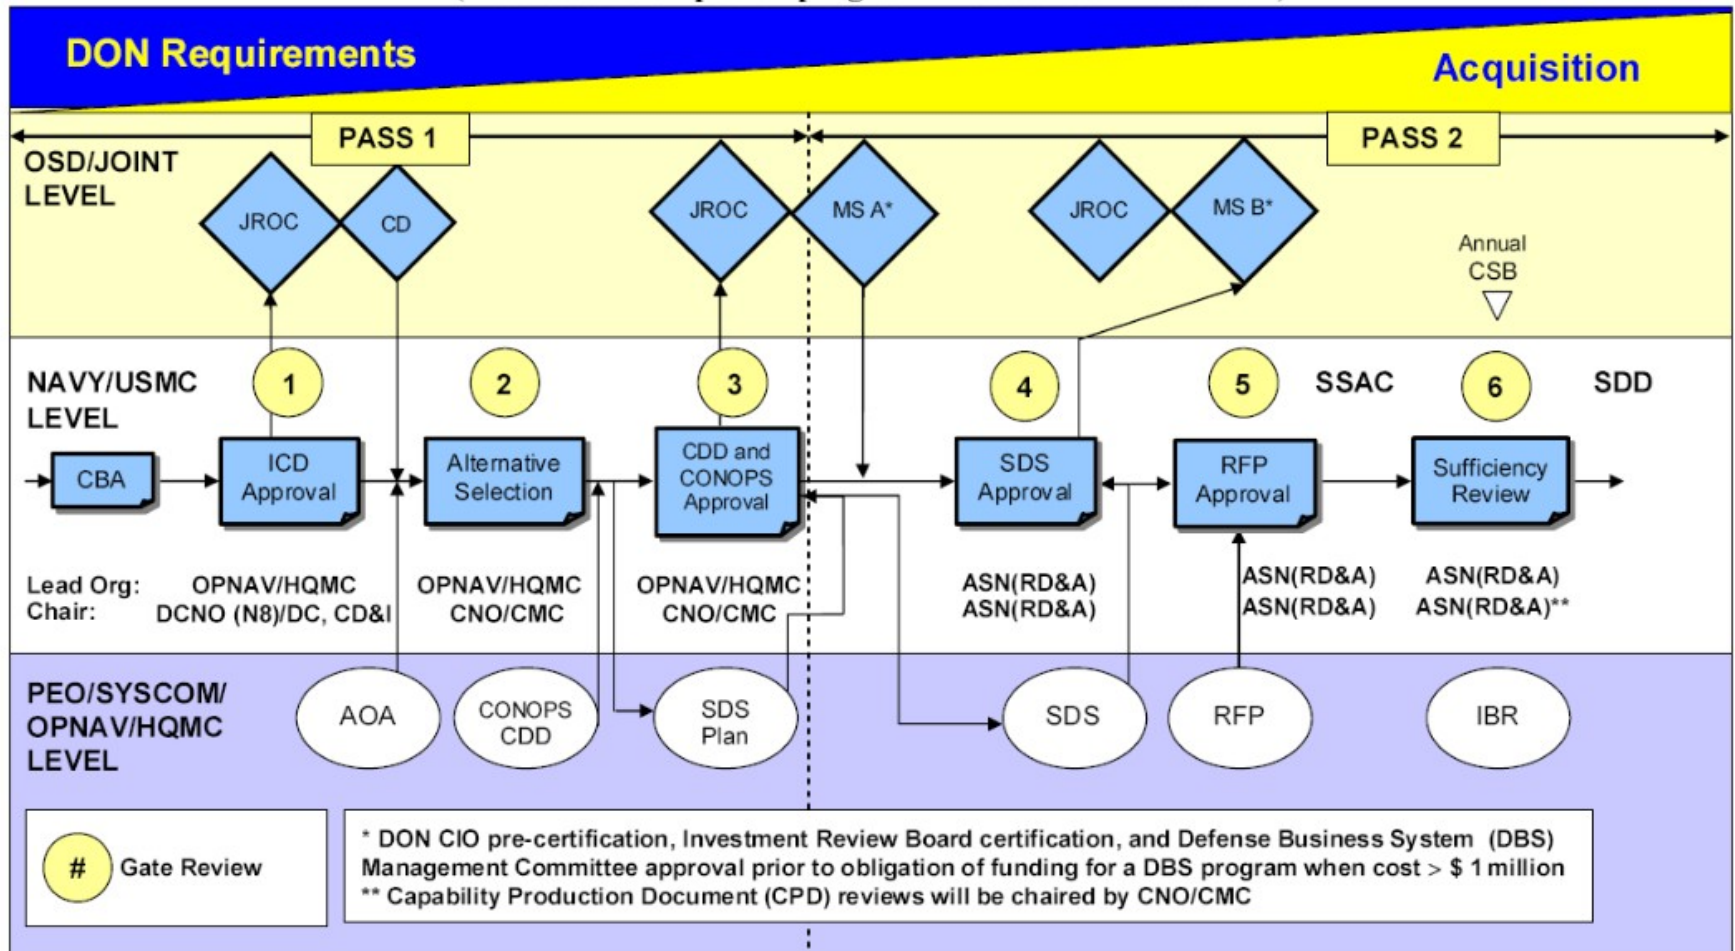 DON Requirements
Acquisition
PASS 1
PASS 2
OSD/JOINT
LEVEL
JROC
CD
JROC
MS A*
JROC
MS B*
Annual
CSB
NAVY/USMC
LEVEL
1
2
3
4
5
SSAC
6
SDD
CBA
ICD
Approval
Alternative
Selection
CDD and
CONOPS
Approval
SDS
Approval
RFP
Approval
Sufficiency
Review
Lead Org:
Chair:
OPNAV/HQMC
DCNO (N8)/DC, CD&I
OPNAV/HQMC
CNO/CMC
OPNAV/HQMC
CNO/CMC
ASN(RD&A)
ASN(RD&A)
ASN(RD&A)
ASN(RD&A)
ASN(RD&A)
ASN(RD&A)**
PEO/SYSCOM/
OPNAV/HQMC
LEVEL
AOA
CONOPS
CDD
SDS
Plan
SDS
RFP
IBR
#
Gate Review
* DON CIO pre-certification, Investment Review Board certification, and Defense Business System (DBS)
Management Committee approval prior to obligation of funding for a DBS program when cost > $ 1 million
** Capability Production Document (CPD) reviews will be chaired by CNO/CMC